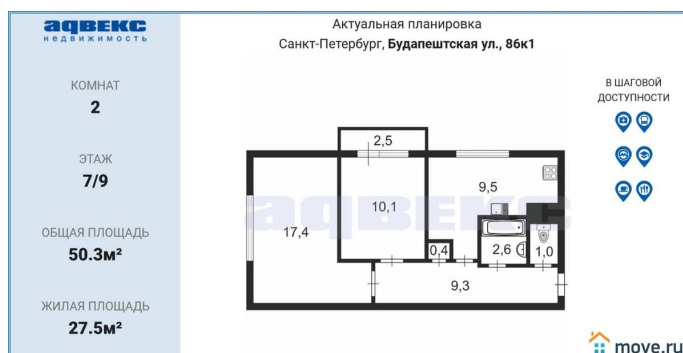 адвекс
недвижимость
КОМНАТ
2
ЭТАЖ
7/9
ОБЩАЯ ПЛОЩАДЬ
50.3м²
ЖИЛАЯ ПЛОЩАДЬ
27.5м²
Актуальная планировка
Санкт-Петербург, Будапештская ул., 86к1
2,5
9,5
10,1
17,4
0,4
2,6
1,0
9,3
адвекс
В ШАГОВОЙ
ДОСТУПНОСТИ
move.ru